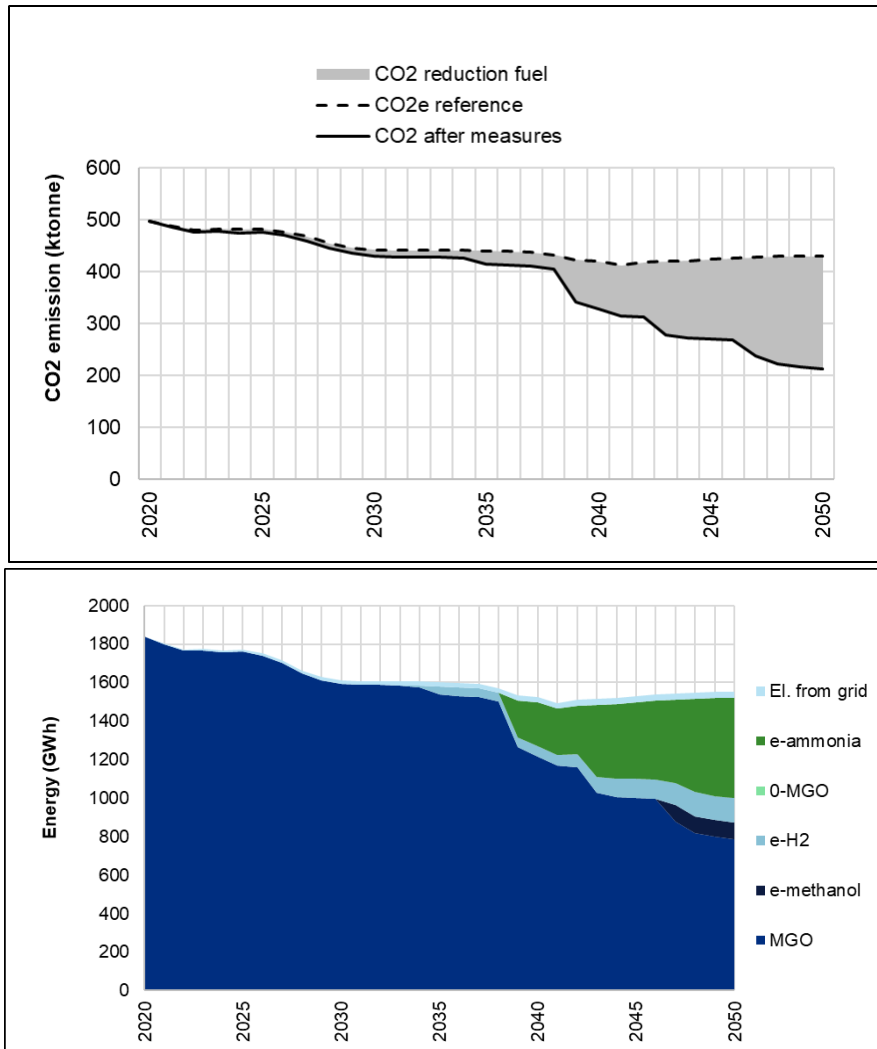 CO2 reduction fuel
CO2e reference
CO2 after measures
CO2 emission (ktonne)
600
500
400
300
200
100
0
2020
2025
2030
2035
2040
2045
2050
Energy (GWh)
2000
1800
1600
1400
1200
1000
800
600
400
200
0
2020
2025
2030
2035
2040
2045
2050
El. from grid
e-ammonia
0-MGO
e-H2
e-methanol
MGO